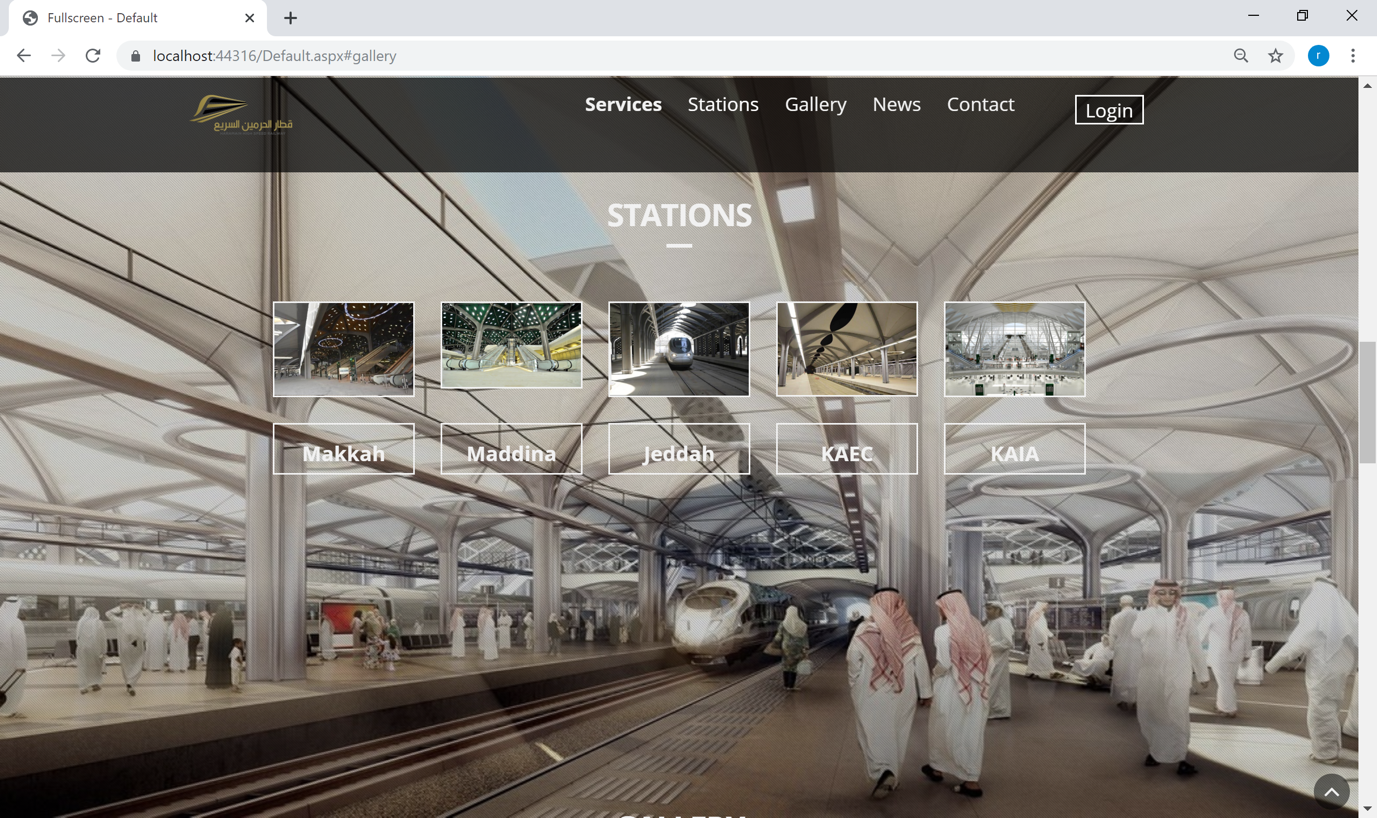 Fullscreen - Default
localhost:44316/Default.aspx#gallery
r
قطار الحرمين السريع
Services Stations Gallery News Contact Login
STATIONS
Makkah Maddina Jeddah KAEC KAIA